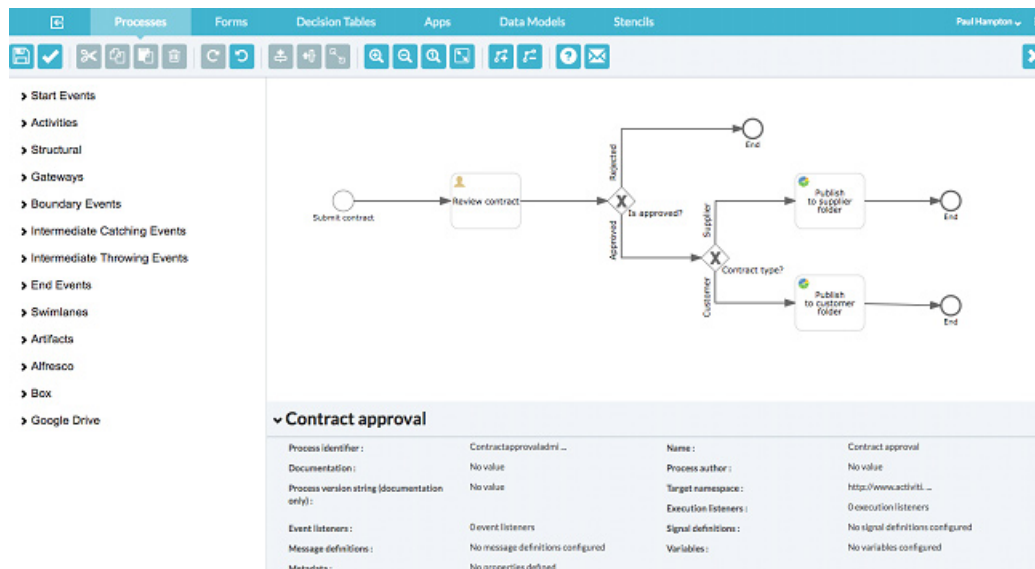 Processes Forms Decision Tables Apps Data Models Stencils Paul Hampton
Start Events
Activities
Structural
Gateways
Boundary Events
Intermediate Catching Events
Intermediate Throwing Events
End Events
Swimlanes
Artifacts
Alfresco
Box
Google Drive
Submit contract
Review contract
Is approved?
Rejected
Approved
End
Contract type?
Supplier
Customer
Publish
to supplier
folder
End
Publish
to customer
folder
End
Contract approval
Process identifier : Contractapprovaladmi ... Name : Contract approval
Documentation : No value Process author : No value
Process version string (documentation No value Target namespace : http://www.activiti. ...
only) :
Execution listeners : 0 execution listeners
Event listeners : 0 event listeners Signal definitions : No signal definitions configured
Message definitions : No message definitions configured Variables : No variables configured
Metadata : No properties defined